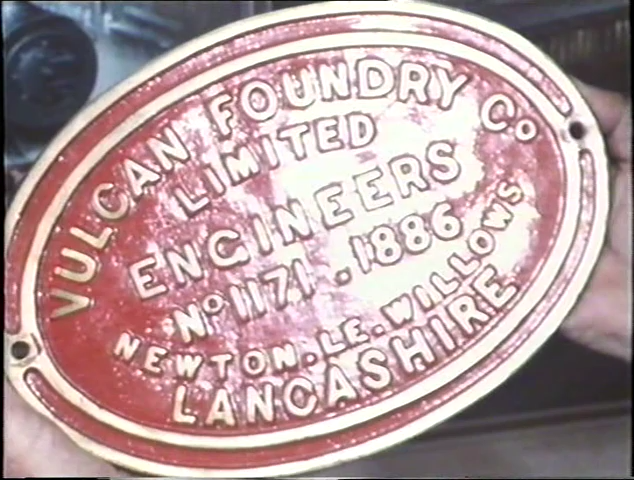 VULCAN FOUNDRY Co
LIMITED
ENGINEERS
No 1171 . 1886
NEWTON.LE.WILLOWS
LANCASHIRE